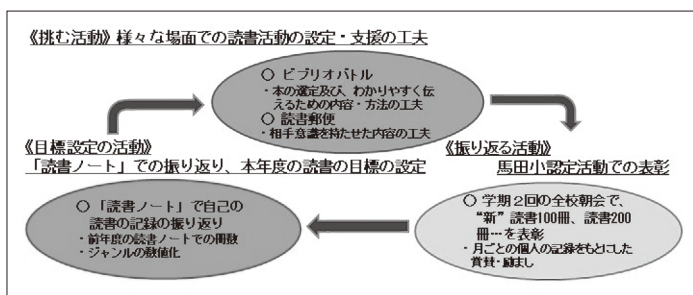 《挑む活動》様々な場面での読書活動の設定・支援の工夫
○ ビブリオバトル
・本の選定及び、わかりやすく伝
えるための内容・方法の工夫
○ 読書郵便
・相手意識を持たせた内容の工夫
《目標設定の活動》
「読書ノート」での振り返り、本年度の読書の目標の設定
《振り返る活動》
馬田小認定活動での表彰
○「読書ノート」で自己の
読書の記録の振り返り
・前年度の読書ノートでの冊数
・ジャンルの数値化
○ 学期2回の全校朝会で、
“新”読書100冊、読書200
冊…を表彰
・月ごとの個人の記録をもとにした
賞賛・励まし